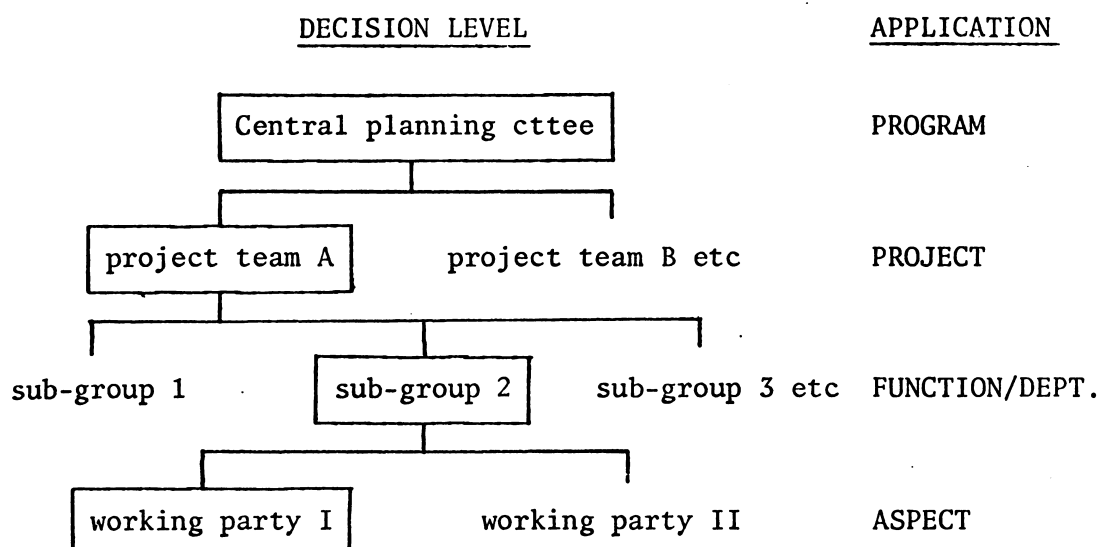 DECISION LEVEL APPLICATION
Central planning cttee PROGRAM
project team A project team B etc PROJECT
sub-group 1 sub-group 2 sub-group 3 etc FUNCTION/DEPT.
working party I working party II ASPECT